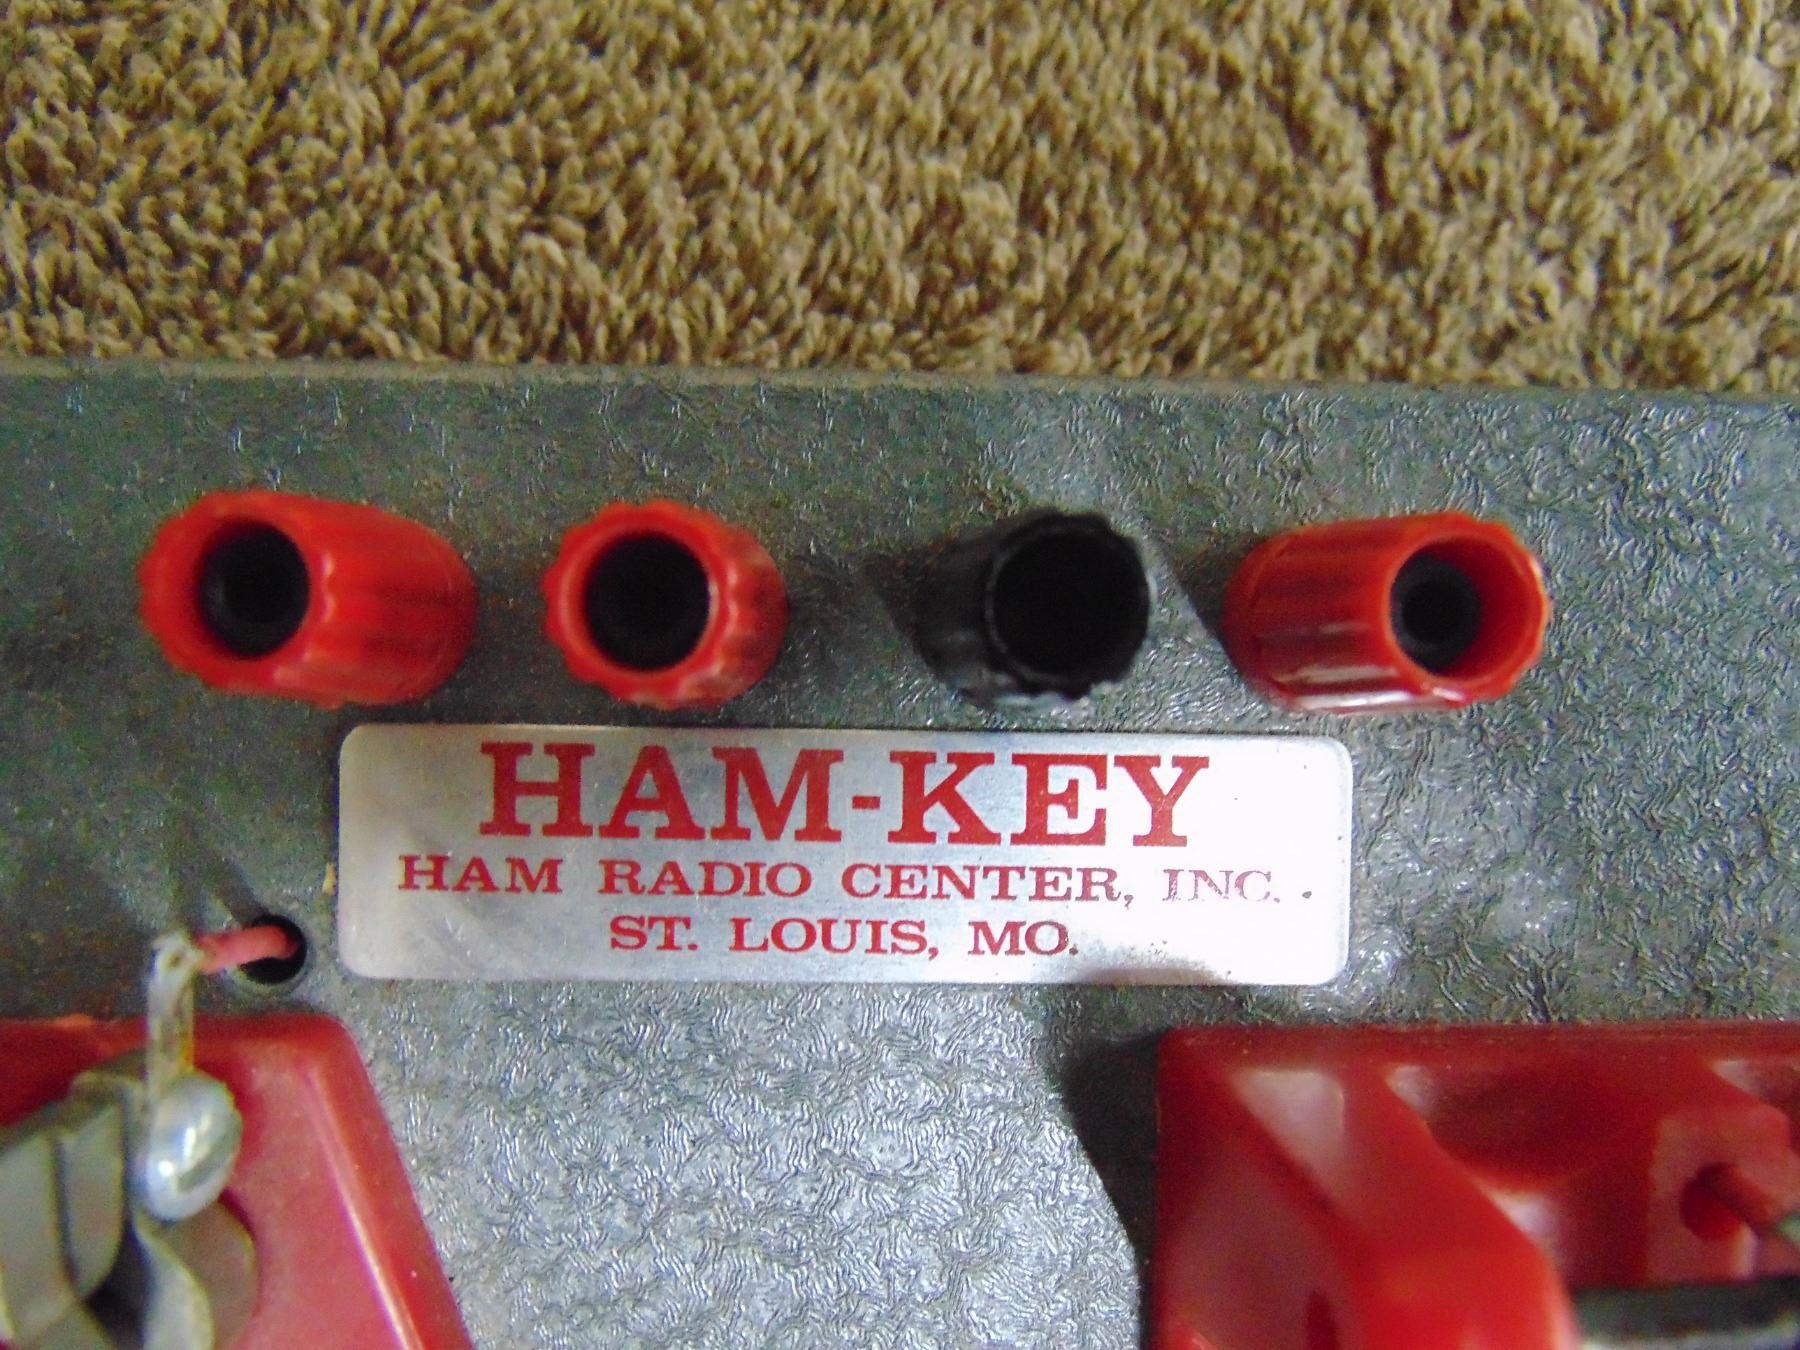 HAM-KEY
HAM RADIO CENTER, INC.
ST. LOUIS, MO.